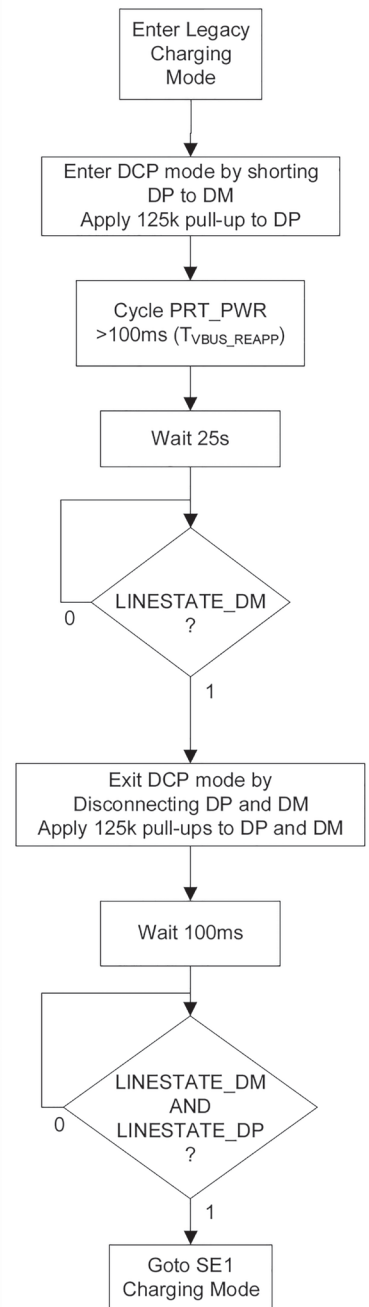 Enter Legacy
Charging
Mode
Enter DCP mode by shorting
DP to DM
Apply 125k pull-up to DP
Cycle PRT_PWR
>100ms (TVBUS_REAPP)
Wait 25s
LINESTATE_DM
?
0
1
Exit DCP mode by
Disconnecting DP and DM
Apply 125k pull-ups to DP and DM
Wait 100ms
LINESTATE_DM
AND
LINESTATE_DP
?
0
1
Goto SE1
Charging Mode